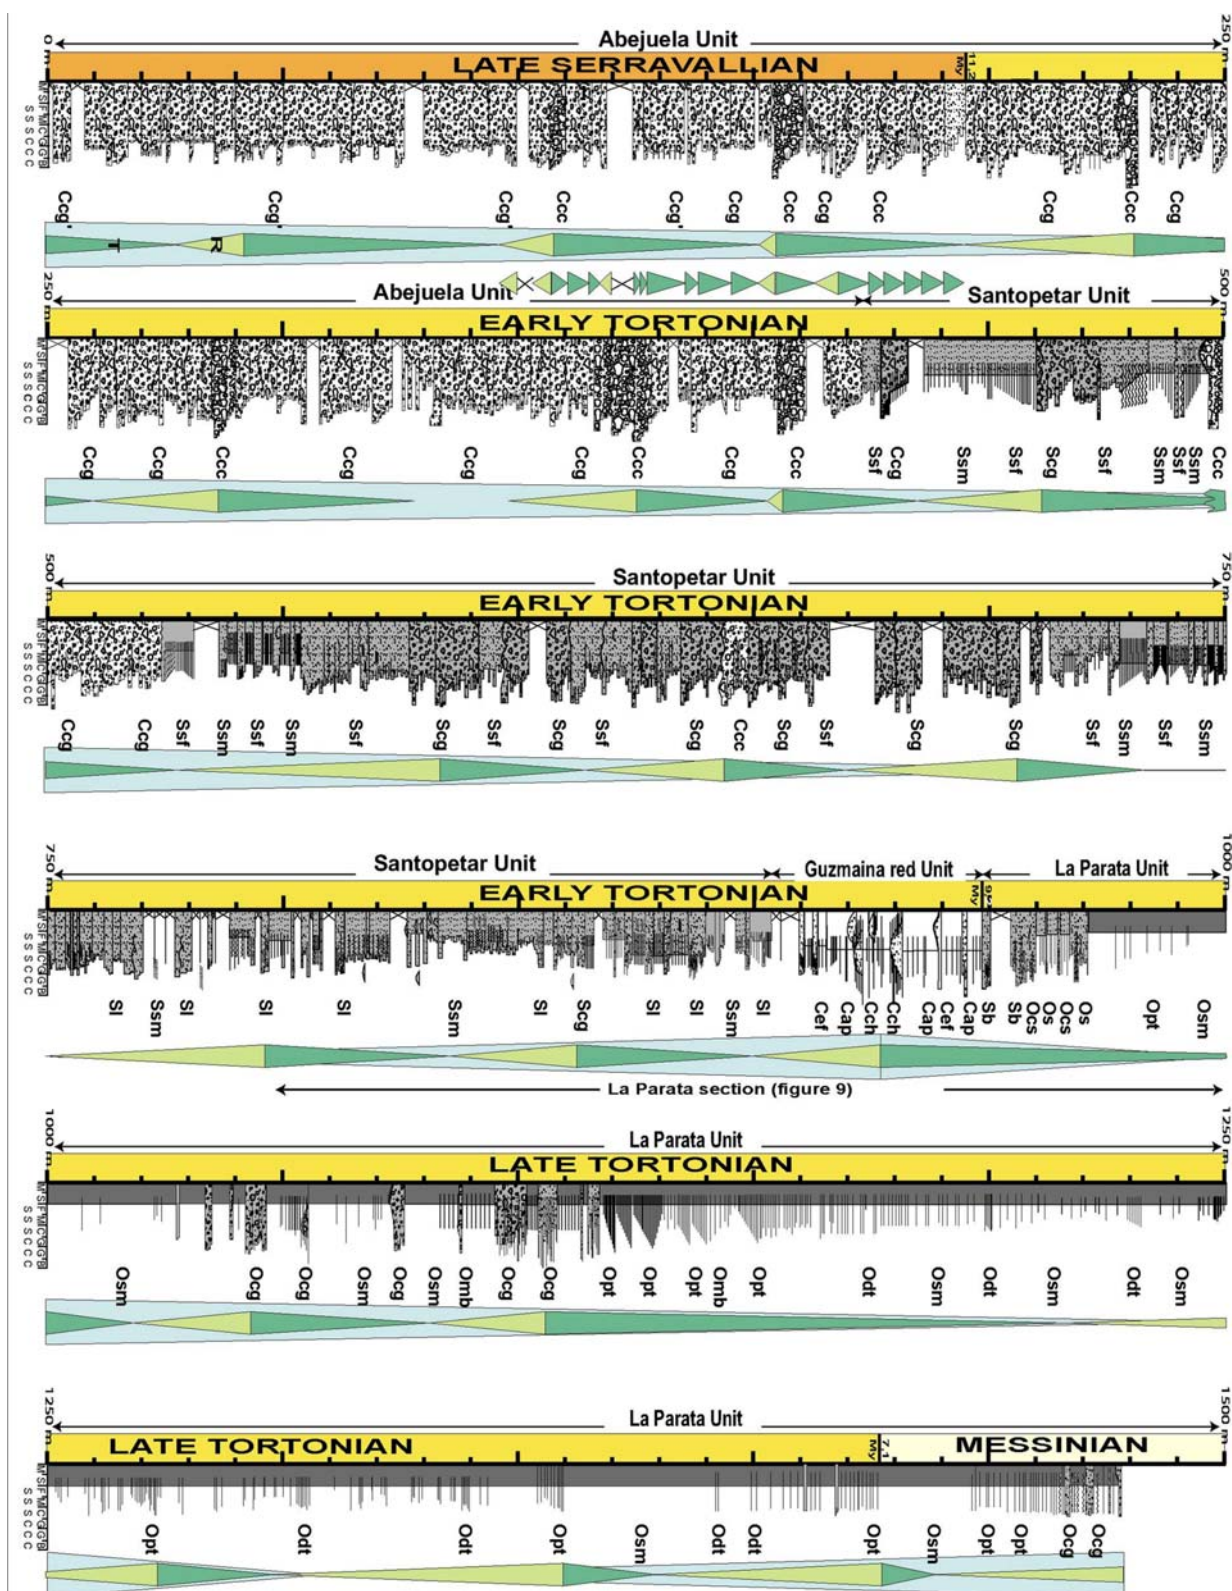 Abejuela Unit
0 m
250 m
LATE SERRAVALLIAN
11,2 My
Ccg' Ccg' Ccg' Ccc Ccg' Ccg Ccc Ccg Ccc Ccg Ccc Ccg
T R
Abejuela Unit Santopetar Unit
250 m
500 m
EARLY TORTONIAN
Ccg Ccg Ccc Ccg Ccg Ccg Ccc Ccg Ccc Ssf Ccg Ssm Ssf Scg Ssf Ssm Ssf Ssm Ccc
Santopetar Unit
500 m
750 m
EARLY TORTONIAN
Ccg Ccg Ssf Ssm Ssf Ssm Ssf Scg Ssf Scg Ssf Scg Ccc Scg Ssf Scg Scg Ssf Ssm Ssf Ssm
Santopetar Unit Guzmaina red Unit La Parata Unit
750 m
1000 m
EARLY TORTONIAN
My
Sl Ssm Sl Sl Sl Ssm Sl Scg Sl Ssm Sl Cef Cap Cch Cch Cap Cef Cap Sb Sb Ocs Os Ocs Os Opt Osm
La Parata section (figure 9)
La Parata Unit
1000 m
1250 m
LATE TORTONIAN
Osm Ocg Ocg Osm Ocg Osm Omb Ocg Ocg Opt Opt Opt Omb Opt Odt Osm Odt Osm Odt Osm
La Parata Unit
1250 m
1500 m
LATE TORTONIAN
7,1 My
MESSINIAN
Opt Odt Odt Opt Odt Odt Opt Osm Opt Opt Ocg Ocg